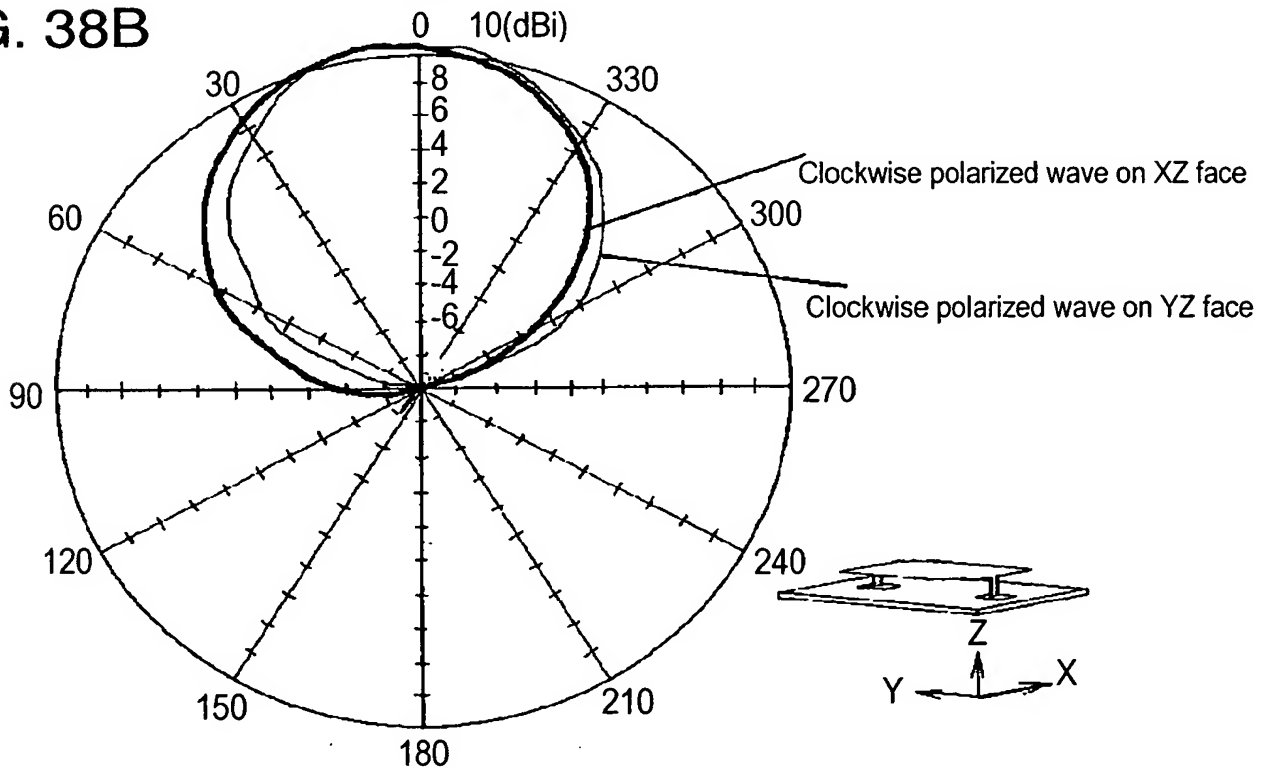 G. 38B
0 10(dBi)
30
330
8
6
4
2
0
-2
-4
-6
Clockwise polarized wave on XZ face
60
300
Clockwise polarized wave on YZ face
90
270
120
240
Z
Y
X
150
210
180